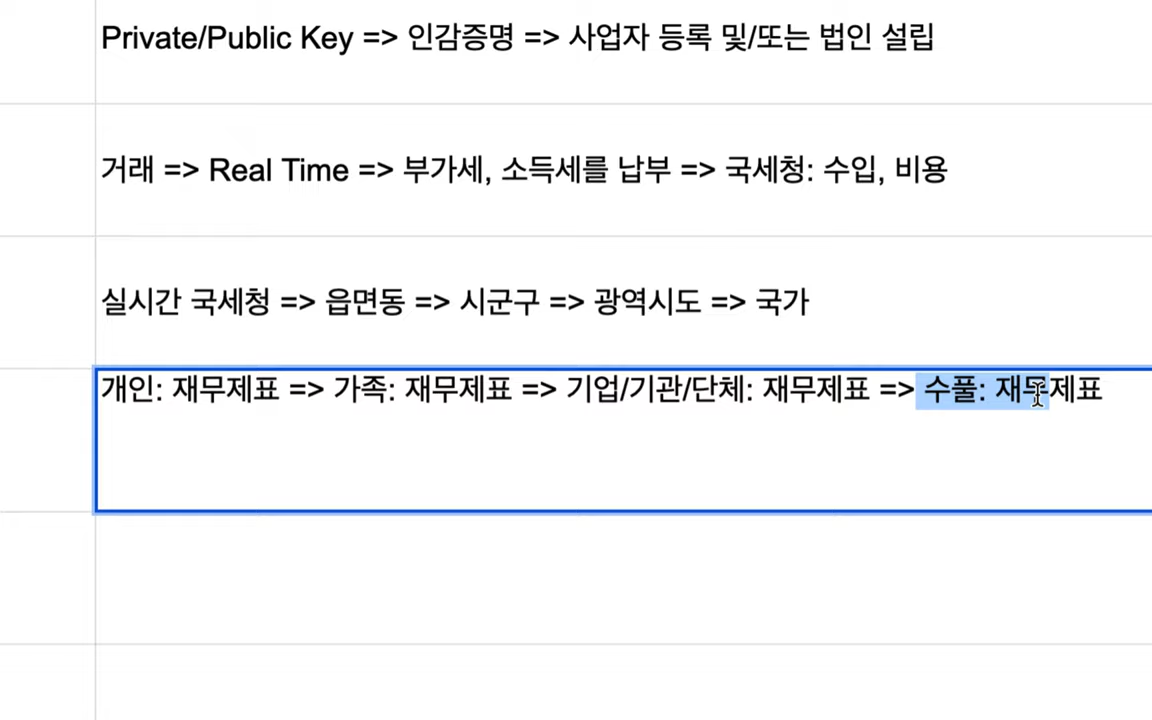 Private/Public Key => 인감증명 => 사업자 등록 및/또는 법인 설립
거래 => Real Time => 부가세, 소득세를 납부 => 국세청: 수입, 비용
실시간 국세청 => 읍면동 => 시군구 => 광역시도 => 국가
개인: 재무제표 => 가족: 재무제표 => 기업/기관/단체: 재무제표 => 수풀: 재무제표